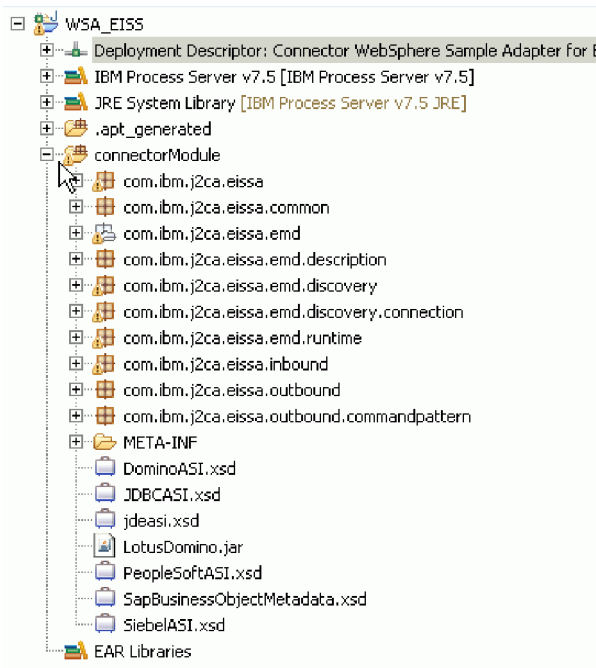 WSA_EISS
Deployment Descriptor: Connector WebSphere Sample Adapter for E
IBM Process Server v7.5 [IBM Process Server v7.5]
JRE System Library [IBM Process Server v7.5 JRE]
.apt_generated
connectorModule
com.ibm.j2ca.eissa
com.ibm.j2ca.eissa.common
com.ibm.j2ca.eissa.emd
com.ibm.j2ca.eissa.emd.description
com.ibm.j2ca.eissa.emd.discovery
com.ibm.j2ca.eissa.emd.discovery.connection
com.ibm.j2ca.eissa.emd.runtime
com.ibm.j2ca.eissa.inbound
com.ibm.j2ca.eissa.outbound
com.ibm.j2ca.eissa.outbound.commandpattern
META-INF
DominoASI.xsd
JDBCASI.xsd
jdeasi.xsd
LotusDomino.jar
PeopleSoftASI.xsd
SapBusinessObjectMetadata.xsd
SiebelASI.xsd
EAR Libraries